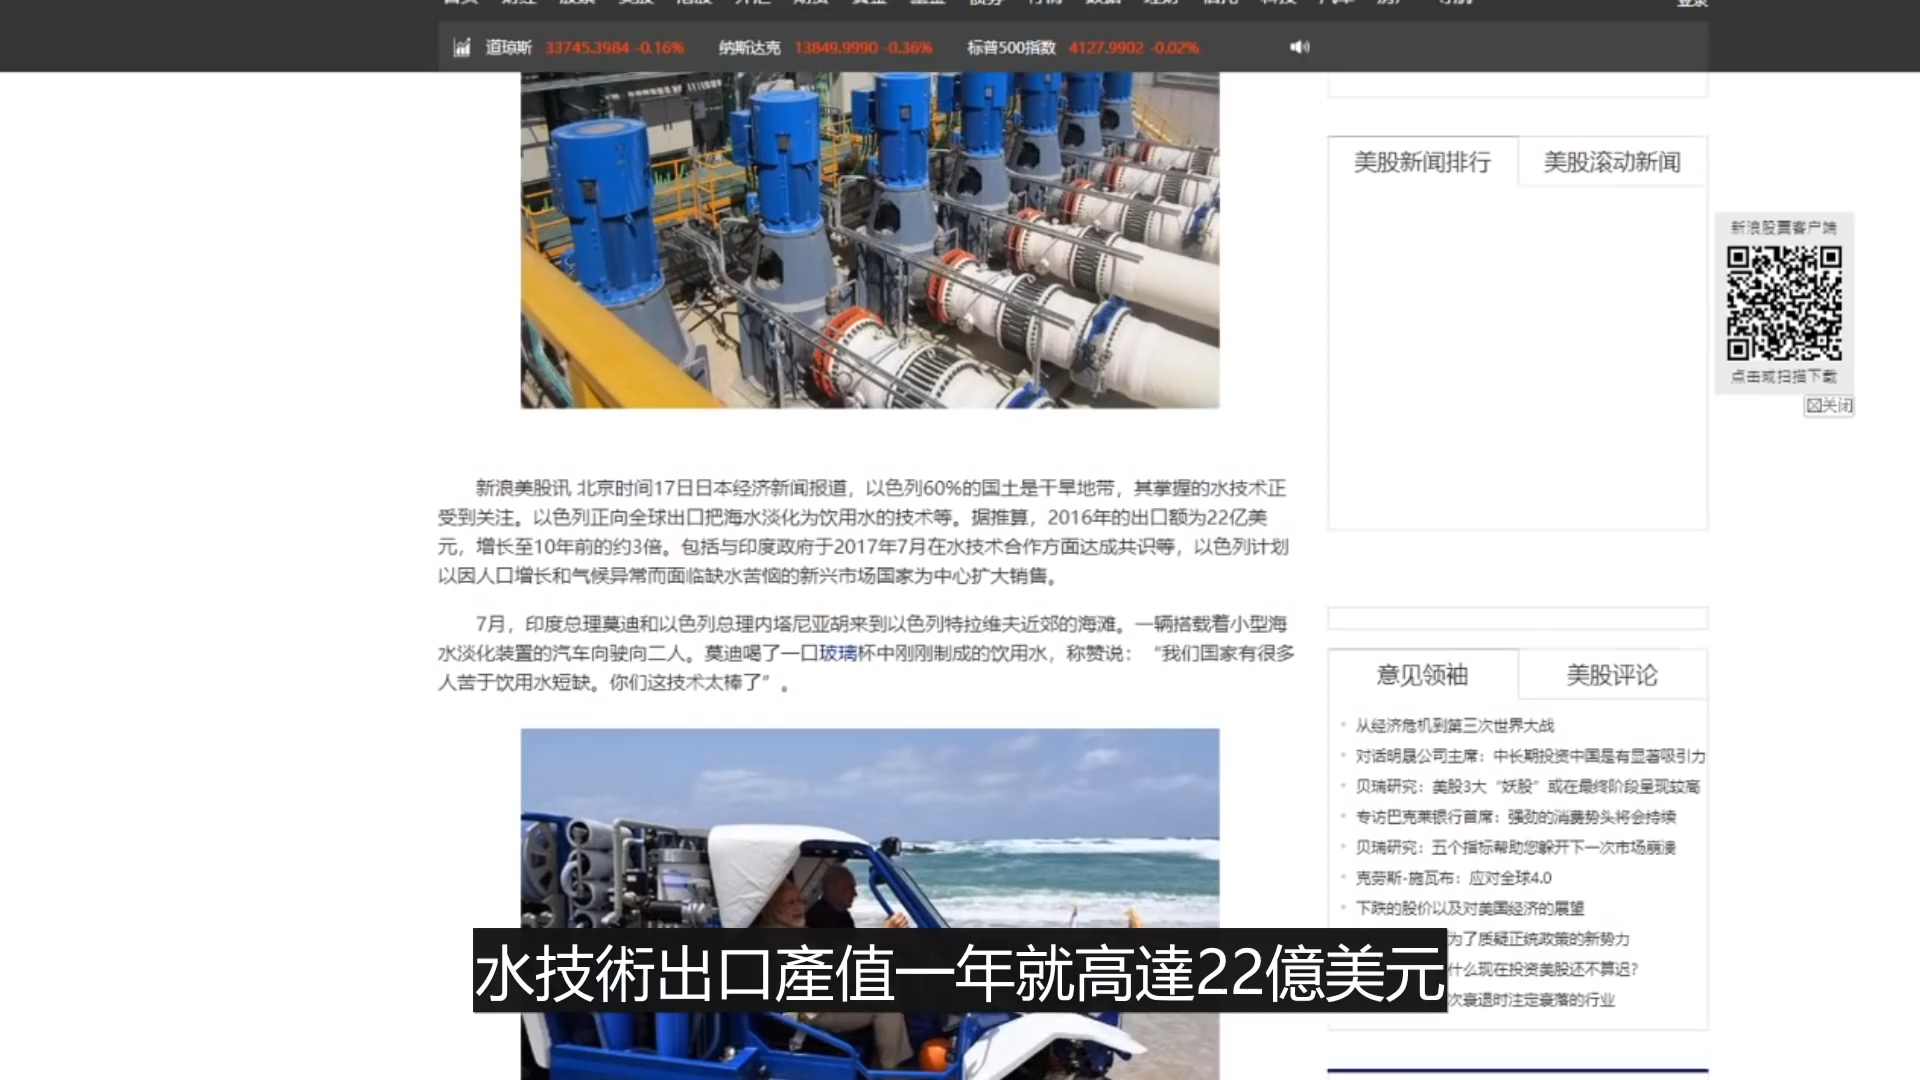 道琼斯 33745.3984 -0.16% 纳斯达克 13849.9990 -0.36% 标普500指数 4127.9902 -0.02%
美股新闻排行 美股滚动新闻
新浪股票客户端
点击或扫描下载
关闭
新浪美股讯 北京时间17日日本经济新闻报道，以色列60%的国土是干旱地带，其掌握的水技术正
受到关注。以色列正向全球出口把海水淡化为饮用水的技术等。据推算，2016年的出口额为22亿美
元，增长至10年前的约3倍。包括与印度政府于2017年7月在水技术合作方面达成共识等，以色列计划
以因人口增长和气候异常而面临缺水苦恼的新兴市场国家为中心扩大销售。
7月，印度总理莫迪和以色列总理内塔尼亚胡来到以色列特拉维夫近郊的海滩。一辆搭载着小型海
水淡化装置的汽车向驶向二人。莫迪喝了一口玻璃杯中刚刚制成的饮用水，称赞说：“我们国家有很多
人苦于饮用水短缺。你们这技术太棒了”。
意见领袖 美股评论
从经济危机到第三次世界大战
对话明晟公司主席：中长期投资中国是有显著吸引力
贝瑞研究：美股3大“妖股”或在最终阶段呈现较高
专访巴克莱银行首席：强劲的消费势头将会持续
贝瑞研究：五个指标帮助您躲开下一次市场崩溃
克劳斯-施瓦布：应对全球4.0
下跌的股价以及对美国经济的展望
为了质疑正统政策的新势力
什么现在投资美股还不算迟?
次衰退时注定衰落的行业
水技術出口產值一年就高達22億美元